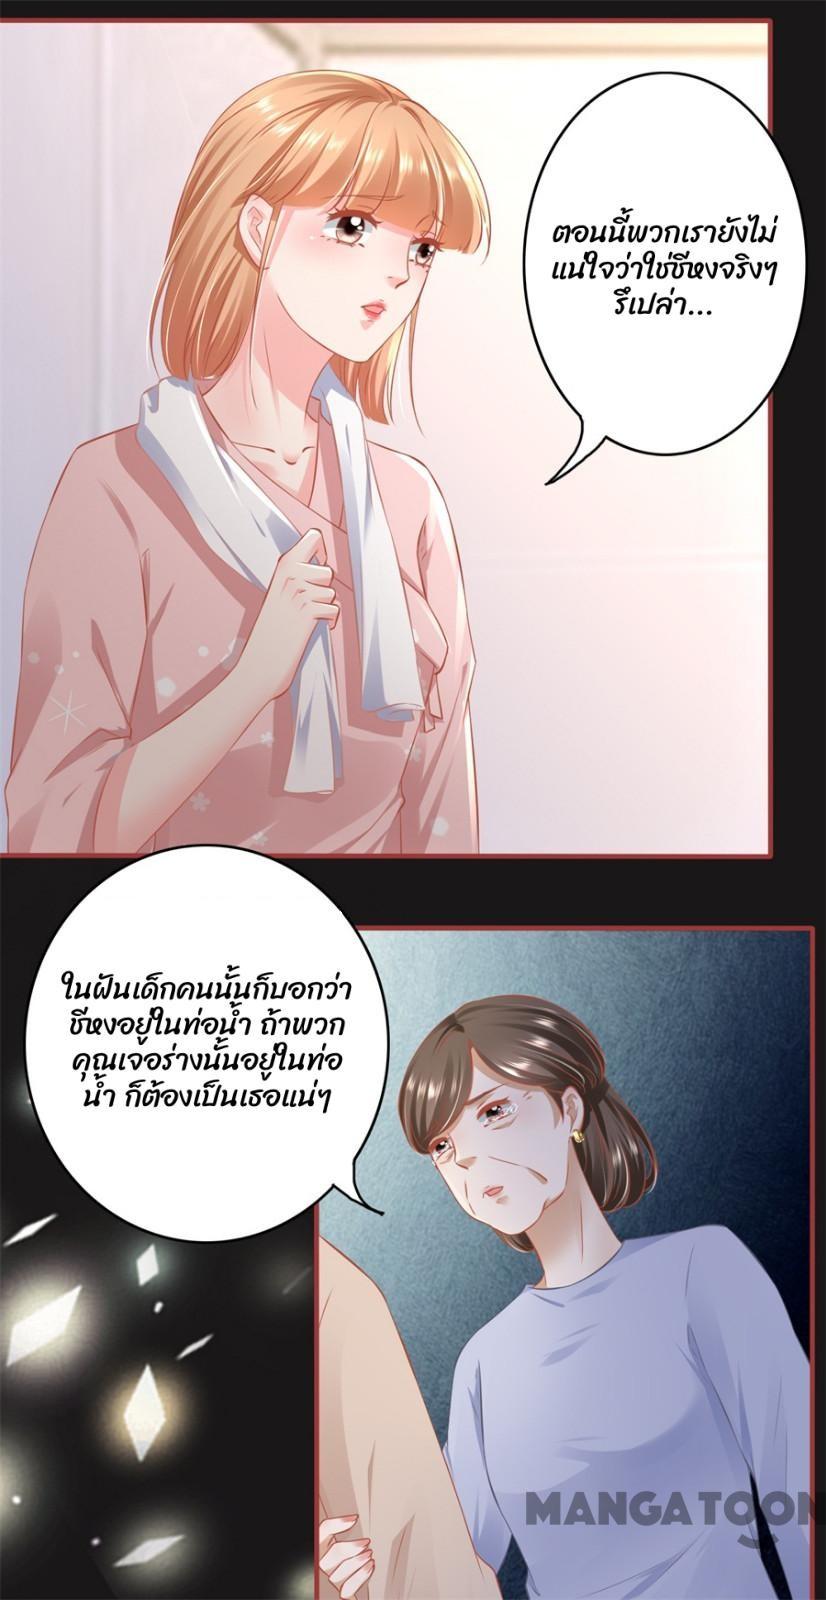 ตอนนี้พวกเรายังไม่
แน่ใจว่าใช่ชีหงจริงๆ
รึเปล่า...
ในฝันเด็กคนนั้นก็บอกว่า
ชีหงอยู่ในท่อน้ำ ถ้าพวก
คุณเจอร่างนั้นอยู่ในท่อ
น้ำ ก็ต้องเป็นเธอแน่ๆ
MANGATOON